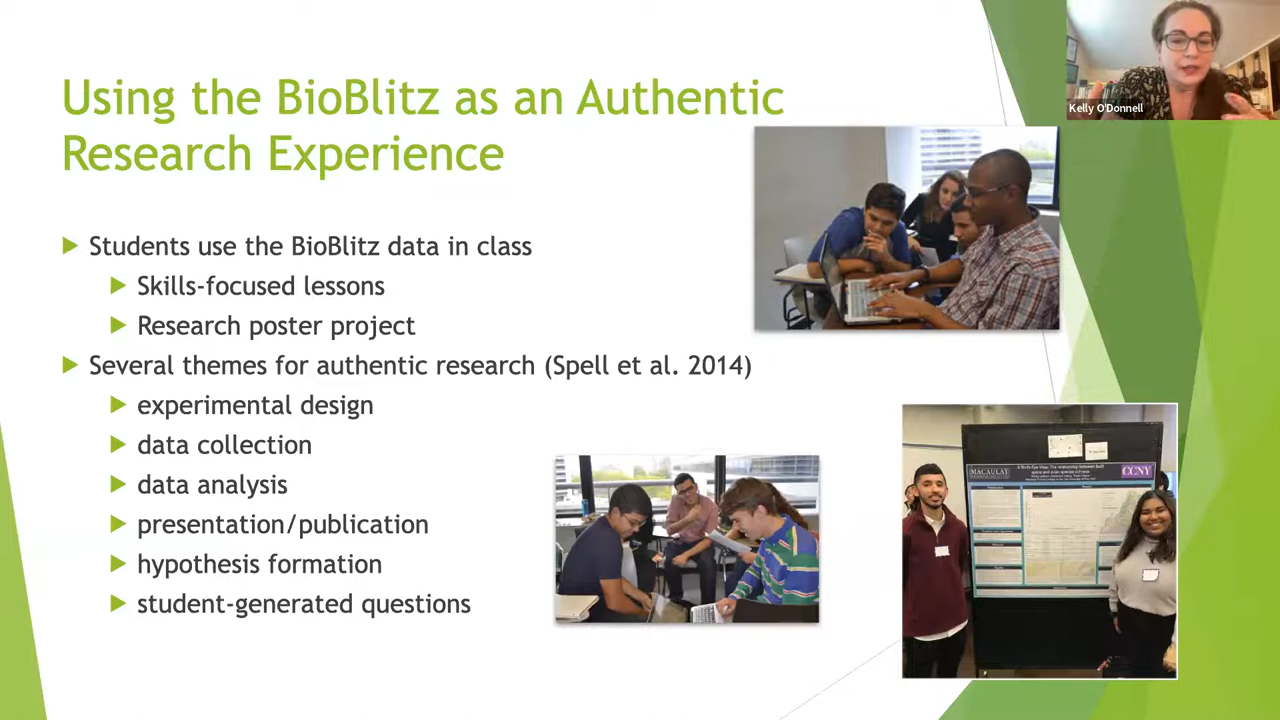 Using the BioBlitz as an Authentic
Research Experience
Students use the BioBlitz data in class
Skills-focused lessons
Research poster project
Several themes for authentic research (Spell et al. 2014)
experimental design
data collection
data analysis
presentation/publication
hypothesis formation
student-generated questions
Kelly O'Donnell
MACAULAY
CCNY